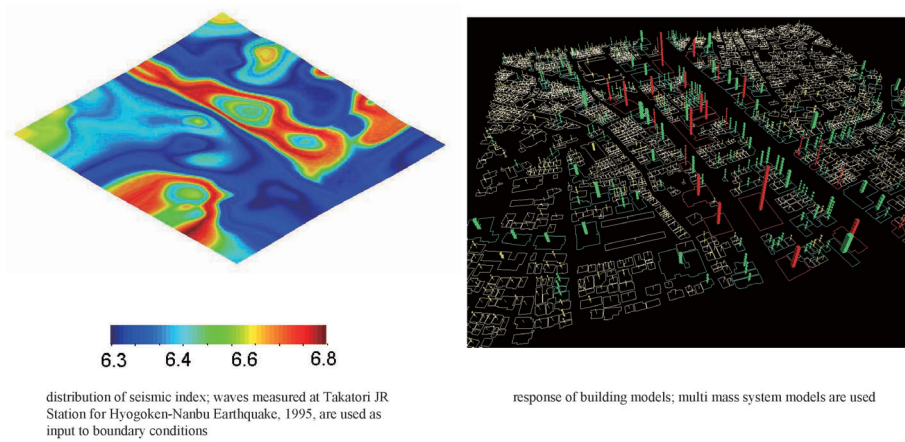 6.3 6.4 6.6 6.8
distribution of seismic index; waves measured at Takatori JR
Station for Hyogoken-Nanbu Earthquake, 1995, are used as
input to boundary conditions
response of building models; multi mass system models are used